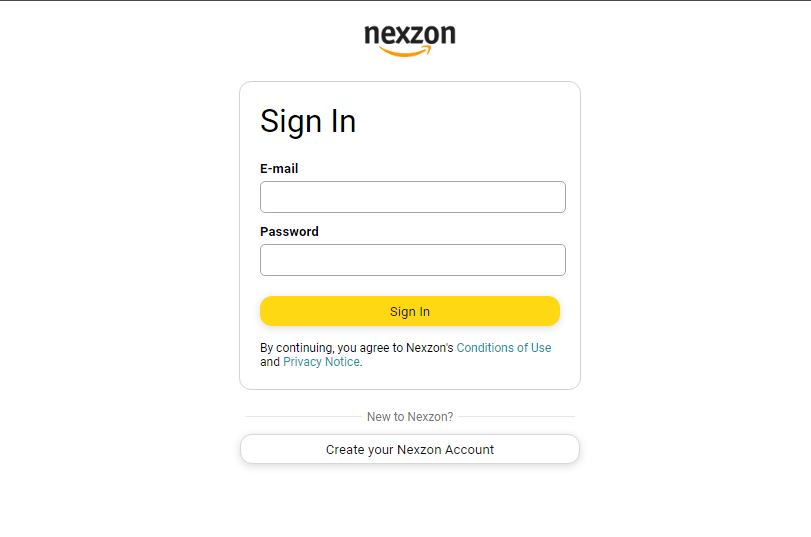 nexzon
Sign In
E-mail
Password
Sign In
By continuing, you agree to Nexzon's Conditions of Use
and Privacy Notice.
New to Nexzon?
Create your Nexzon Account